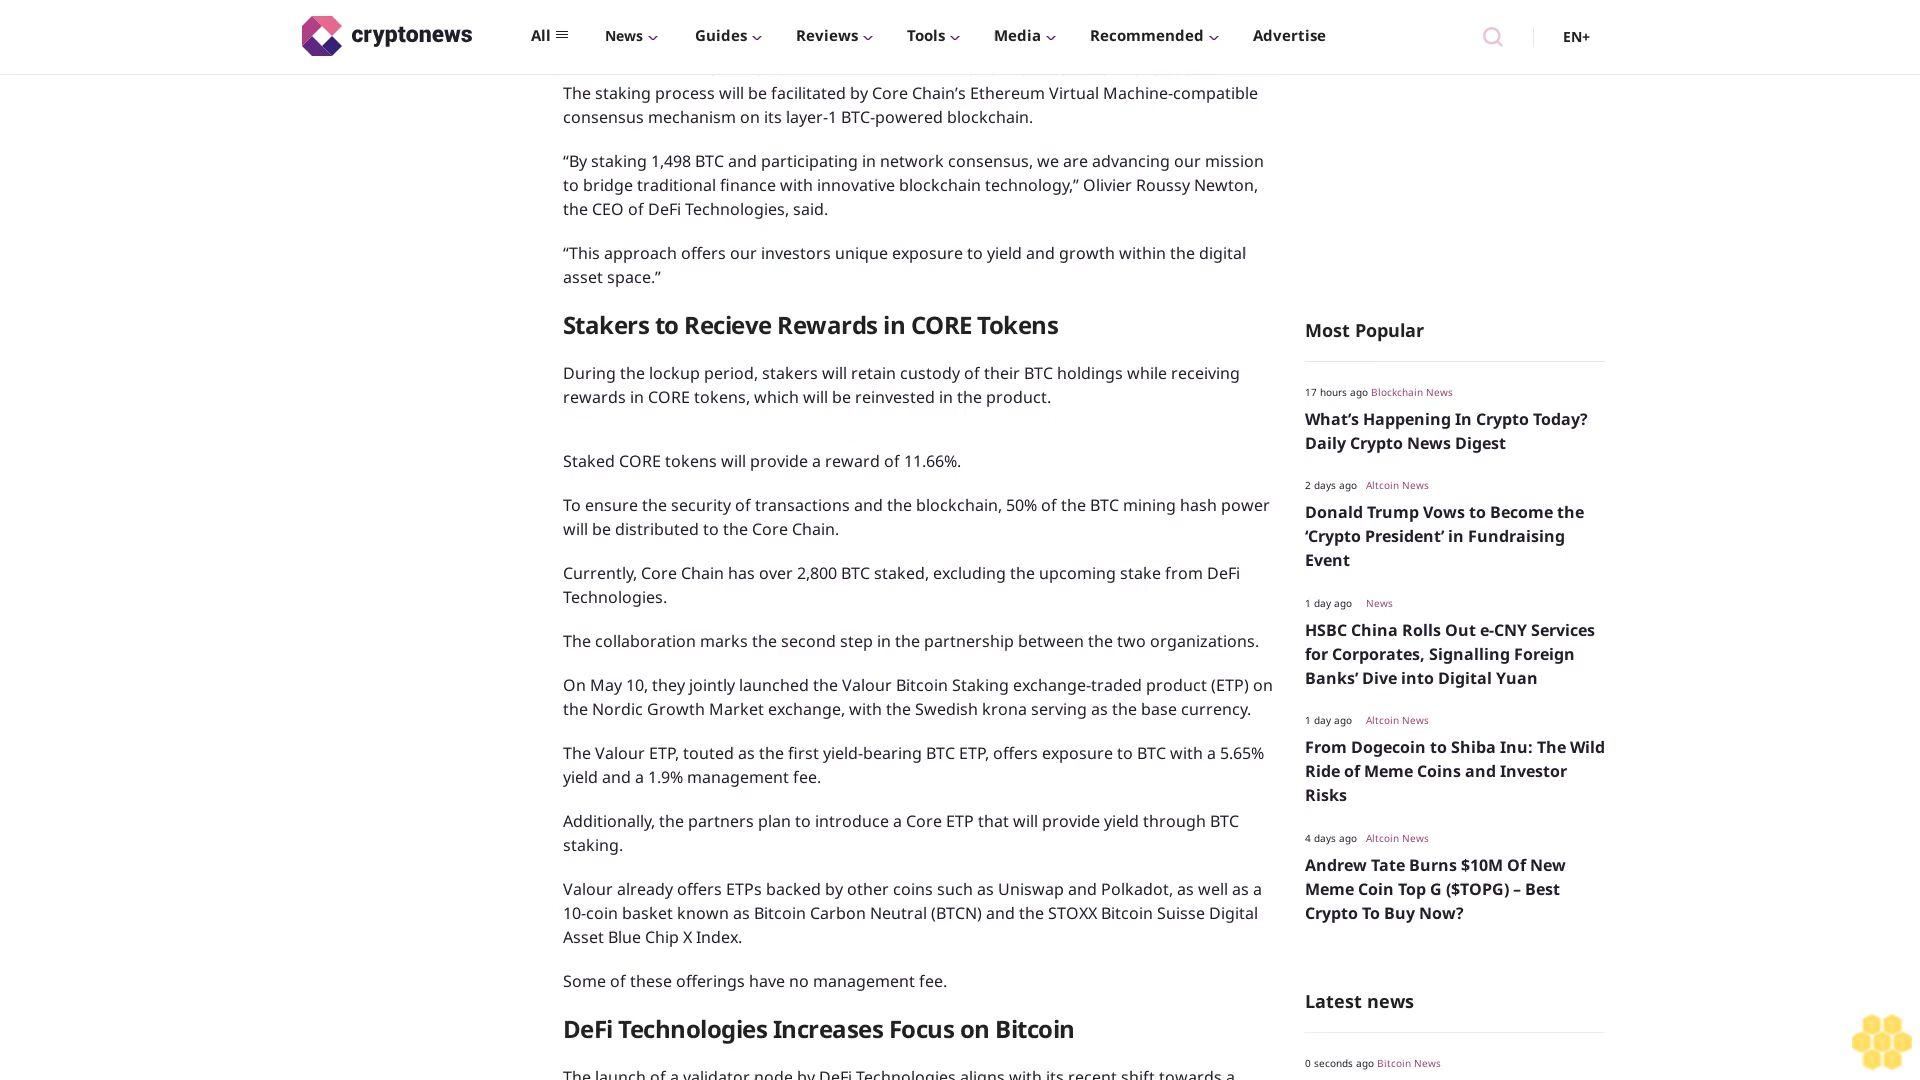 cryptonews
All
News
Guides
Reviews
Tools
Media
Recommended
Advertise
EN+
The staking process will be facilitated by Core Chain’s Ethereum Virtual Machine-compatible
consensus mechanism on its layer-1 BTC-powered blockchain.
“By staking 1,498 BTC and participating in network consensus, we are advancing our mission
to bridge traditional finance with innovative blockchain technology,” Olivier Roussy Newton,
the CEO of DeFi Technologies, said.
“This approach offers our investors unique exposure to yield and growth within the digital
asset space.”
Stakers to Recieve Rewards in CORE Tokens
During the lockup period, stakers will retain custody of their BTC holdings while receiving
rewards in CORE tokens, which will be reinvested in the product.
Staked CORE tokens will provide a reward of 11.66%.
To ensure the security of transactions and the blockchain, 50% of the BTC mining hash power
will be distributed to the Core Chain.
Currently, Core Chain has over 2,800 BTC staked, excluding the upcoming stake from DeFi
Technologies.
The collaboration marks the second step in the partnership between the two organizations.
On May 10, they jointly launched the Valour Bitcoin Staking exchange-traded product (ETP) on
the Nordic Growth Market exchange, with the Swedish krona serving as the base currency.
The Valour ETP, touted as the first yield-bearing BTC ETP, offers exposure to BTC with a 5.65%
yield and a 1.9% management fee.
Additionally, the partners plan to introduce a Core ETP that will provide yield through BTC
staking.
Valour already offers ETPs backed by other coins such as Uniswap and Polkadot, as well as a
10-coin basket known as Bitcoin Carbon Neutral (BTCN) and the STOXX Bitcoin Suisse Digital
Asset Blue Chip X Index.
Some of these offerings have no management fee.
DeFi Technologies Increases Focus on Bitcoin
The launch of a validator node by DeFi Technologies aligns with its recent shift towards a
Most Popular
17 hours ago Blockchain News
What’s Happening In Crypto Today?
Daily Crypto News Digest
2 days ago Altcoin News
Donald Trump Vows to Become the
‘Crypto President’ in Fundraising
Event
1 day ago News
HSBC China Rolls Out e-CNY Services
for Corporates, Signalling Foreign
Banks’ Dive into Digital Yuan
1 day ago Altcoin News
From Dogecoin to Shiba Inu: The Wild
Ride of Meme Coins and Investor
Risks
4 days ago Altcoin News
Andrew Tate Burns $10M Of New
Meme Coin Top G ($TOPG) – Best
Crypto To Buy Now?
Latest news
0 seconds ago Bitcoin News